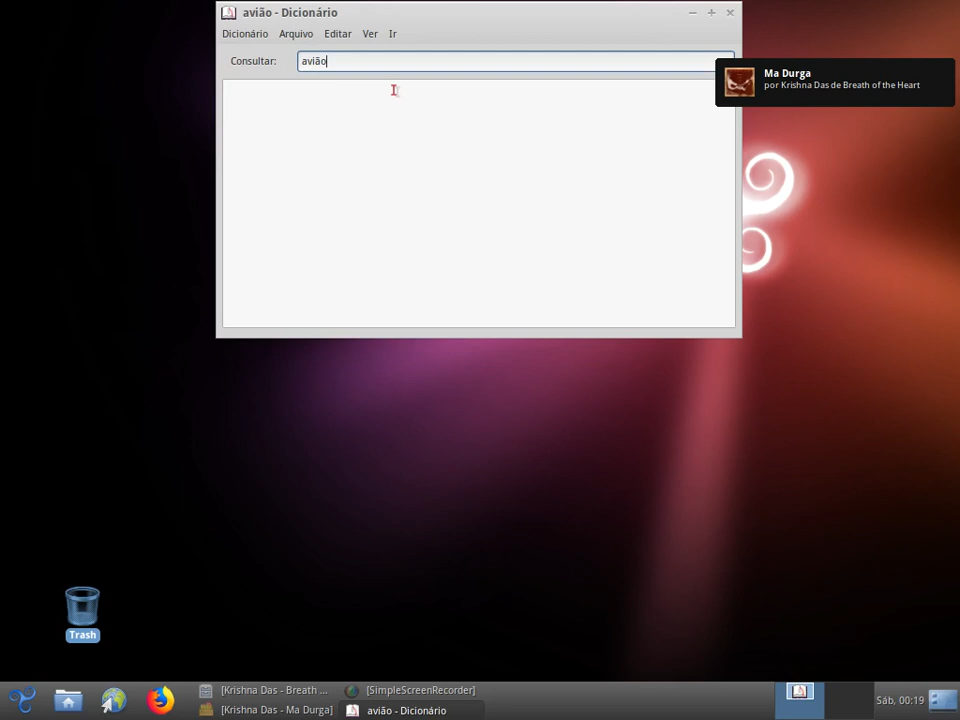 avião - Dicionário
Dicionário Arquivo Editar Ver Ir
Consultar: avião
Ma Durga
por Krishna Das de Breath of the Heart
Trash
[Krishna Das - Breath ...
[SimpleScreenRecorder]
[Krishna Das - Ma Durga]
avião - Dicionário
Sáb, 00:19